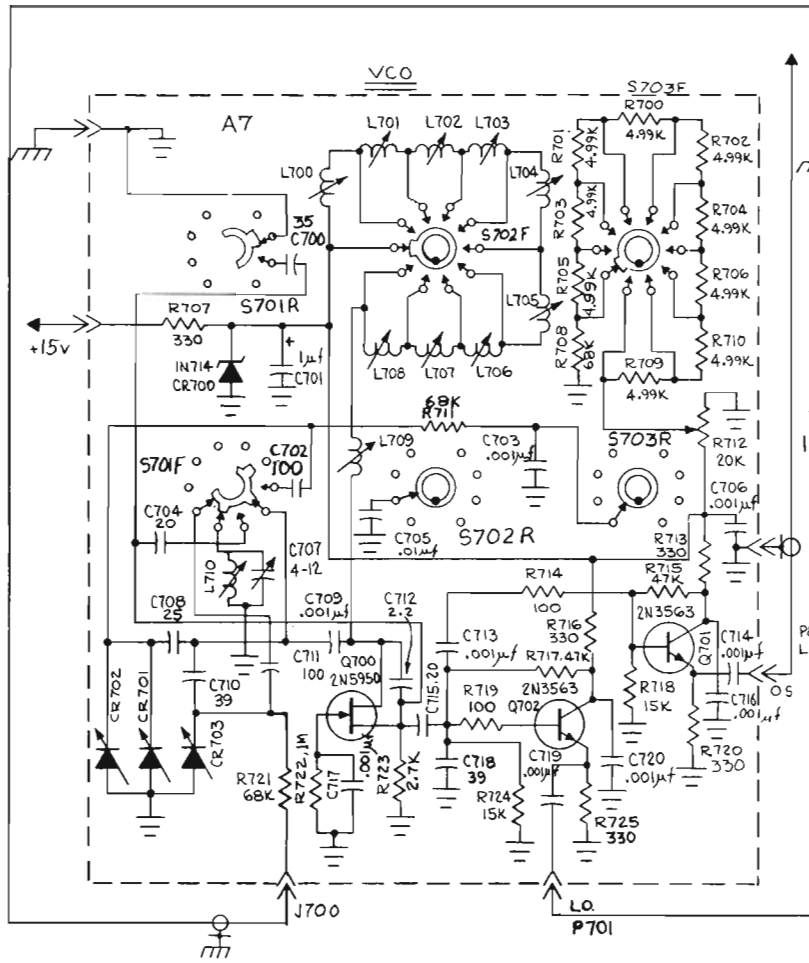 VCO
A7
S703F
R700
4.99K
L701
L702
L703
R701
4.99K
R702
4.99K
L700
L704
35
C700
S701R
S702F
R703
4.99K
R704
4.99K
R705
4.99K
R706
4.99K
L705
R707
330
+15V
1N714
CR700
+
1µf
C701
L708
L707
L706
R708
68K
R709
4.99K
R710
4.99K
68K
R711
S701F
C702
100
L709
C703
.001µf
S703R
R712
20K
C704
20
C705
.01µf
S702R
C706
.001µf
R713
330
L710
C707
4-12
C709
.001µf
C712
2.2
R714
100
R715
47K
C708
25
R716
330
2N3563
Q701
C713
.001µf
C714
.001µf
C710
39
C711
100
Q700
2N5950
R717.47K
CR702
CR701
CR703
C715.20
R719
100
2N3563
Q702
R718
15K
C716
.001µf
OS
R721
68K
R722,1M
C717
.001µf
R723
2.7K
C718
39
C719
.001µf
C720
.001µf
R720
330
R724
15K
R725
330
J700
LO.
P701